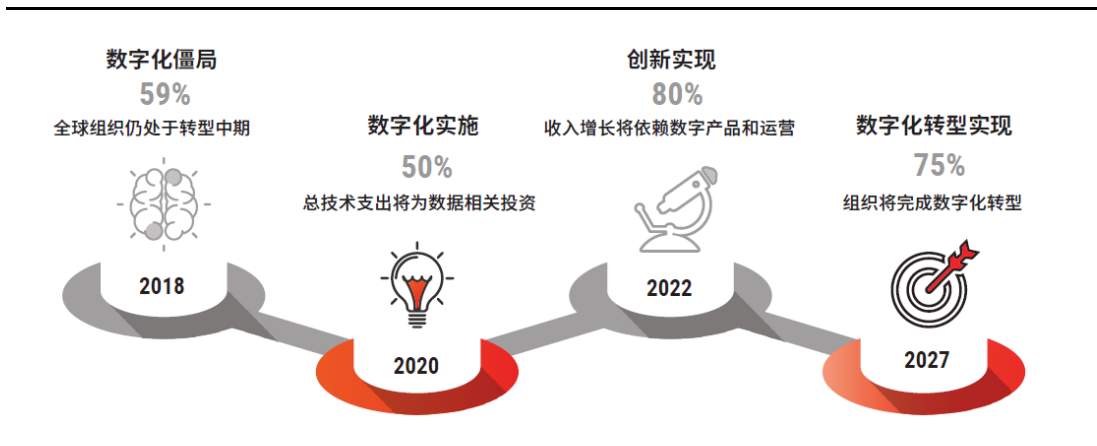 数字化僵局
59%
全球组织仍处于转型中期
2018
数字化实施
50%
总技术支出将为数据相关投资
2020
创新实现
80%
收入增长将依赖数字产品和运营
2022
数字化转型实现
75%
组织将完成数字化转型
2027